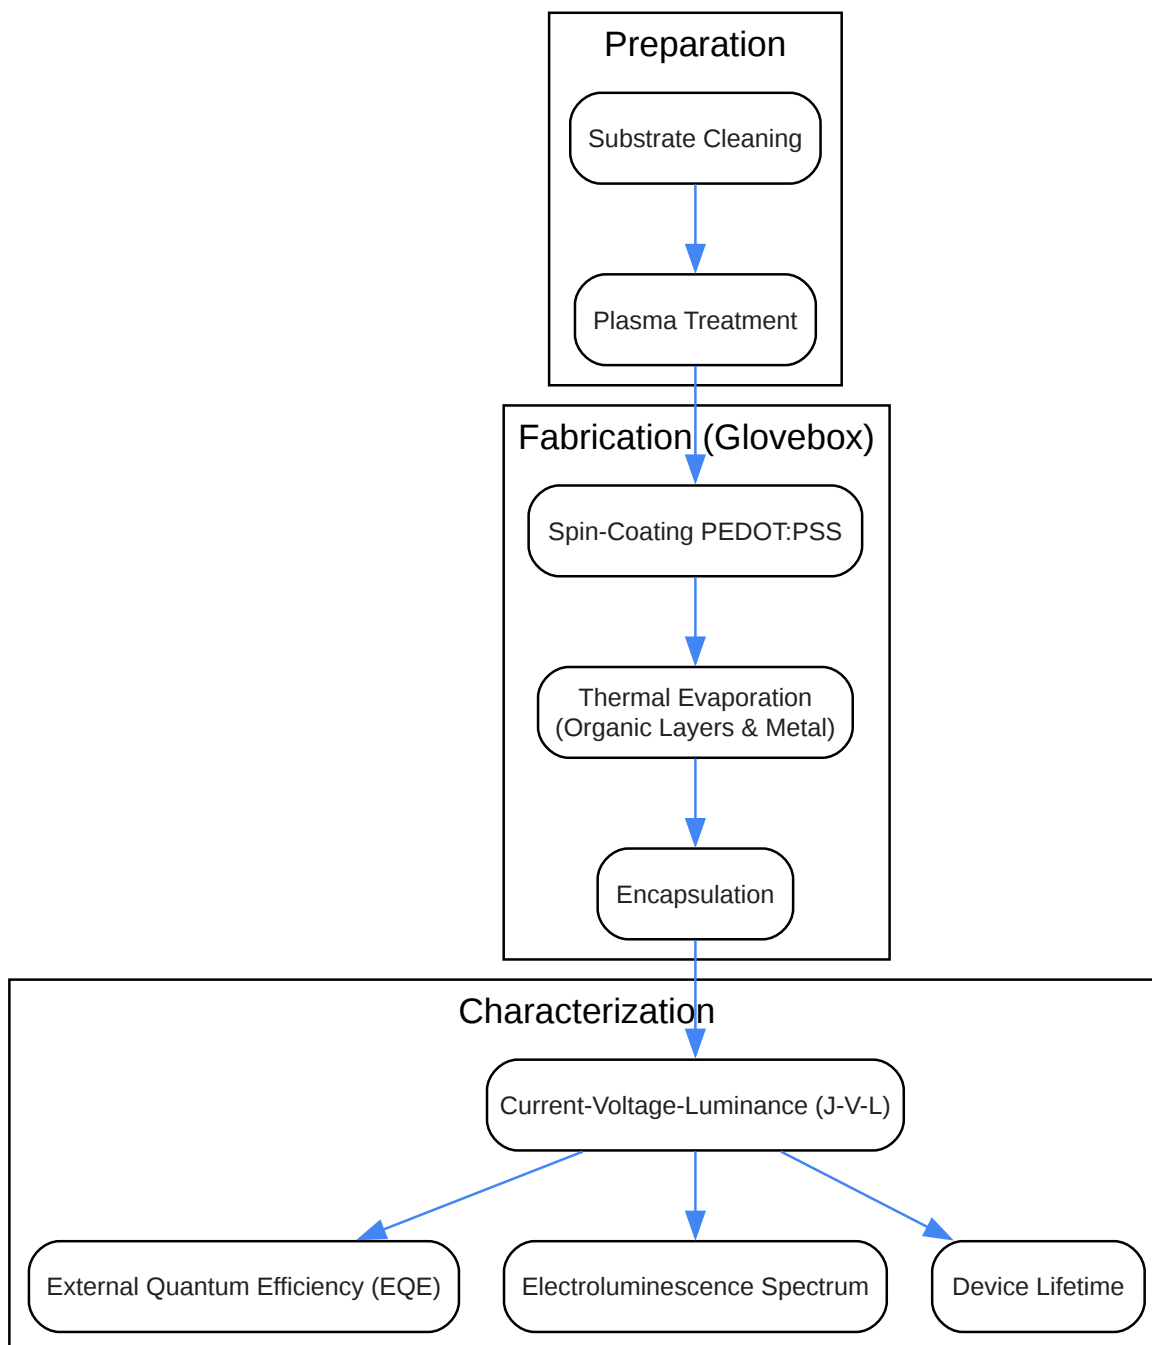 Preparation
Substrate Cleaning
Plasma Treatment
Fabrication (Glovebox)
Spin-Coating PEDOT:PSS
Thermal Evaporation
(Organic Layers & Metal)
Encapsulation
Characterization
Current-Voltage-Luminance (J-V-L)
External Quantum Efficiency (EQE)
Electroluminescence Spectrum
Device Lifetime